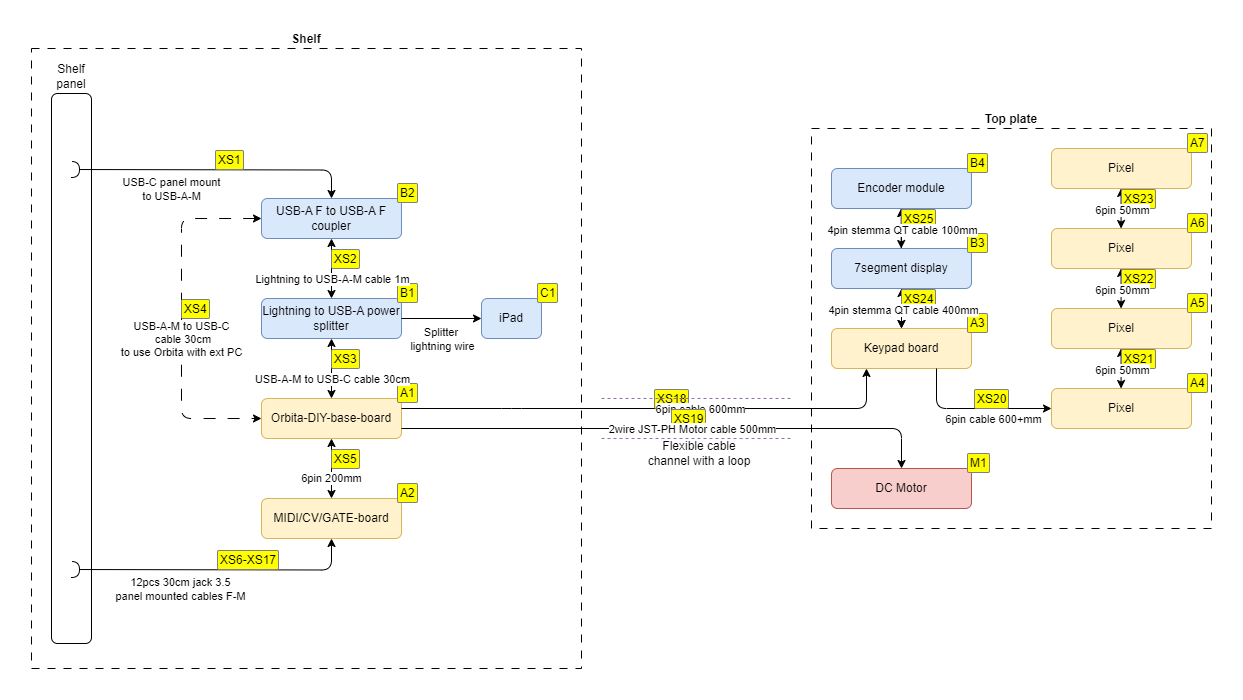 Shelf
Shelf
panel
XS1
USB-C panel mount
to USB-A-M
B2
USB-A F to USB-A F
coupler
XS2
Lightning to USB-A-M cable 1m
B1
Lightning to USB-A power
splitter
C1
iPad
Splitter
lightning wire
XS4
USB-A-M to USB-C
cable 30cm
to use Orbita with ext PC
XS3
USB-A-M to USB-C cable 30cm
A1
Orbita-DIY-base-board
XS5
6pin 200mm
A2
MIDI/CV/GATE-board
XS6-XS17
12pcs 30cm jack 3.5
panel mounted cables F-M
XS18
6pin cable 600mm
XS19
2wire JST-PH Motor cable 500mm
Flexible cable
channel with a loop
Top plate
B4
Encoder module
XS25
4pin stemma QT cable 100mm
B3
7segment display
XS24
4pin stemma QT cable 400mm
A3
Keypad board
XS20
6pin cable 600+mm
M1
DC Motor
A7
Pixel
XS23
6pin 50mm
A6
Pixel
XS22
6pin 50mm
A5
Pixel
XS21
6pin 50mm
A4
Pixel